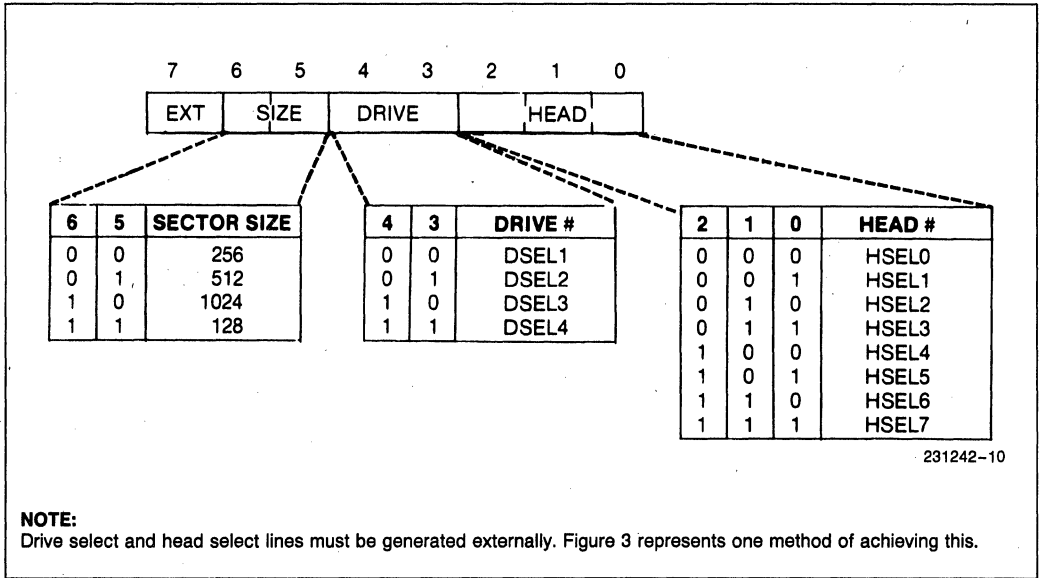 7 6 5 4 3 2 1 0
EXT SIZE DRIVE HEAD
6 5 SECTOR SIZE
0 0 256
0 1 512
1 0 1024
1 1 128
4 3 DRIVE #
0 0 DSEL1
0 1 DSEL2
1 0 DSEL3
1 1 DSEL4
2 1 0 HEAD #
0 0 0 HSEL0
0 0 1 HSEL1
0 1 0 HSEL2
0 1 1 HSEL3
1 0 0 HSEL4
1 0 1 HSEL5
1 1 0 HSEL6
1 1 1 HSEL7
231242-10
NOTE:
Drive select and head select lines must be generated externally. Figure 3 represents one method of achieving this.